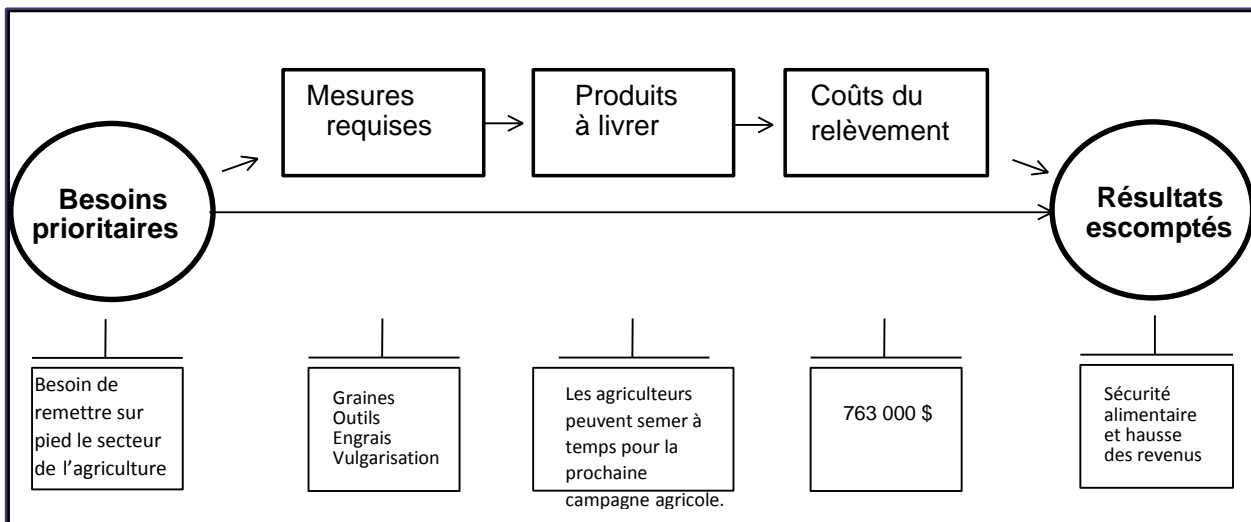 Mesures
requises
Produits
à livrer
Coûts du
relèvement
Besoins
prioritaires
Résultats
escomptés
Besoin de
remettre sur
pied le secteur
de l’agriculture
Graines
Outils
Engrais
Vulgarisation
Les agriculteurs
peuvent semer à
temps pour la
prochaine
campagne agricole.
763 000 $
Sécurité
alimentaire
et hausse
des revenus